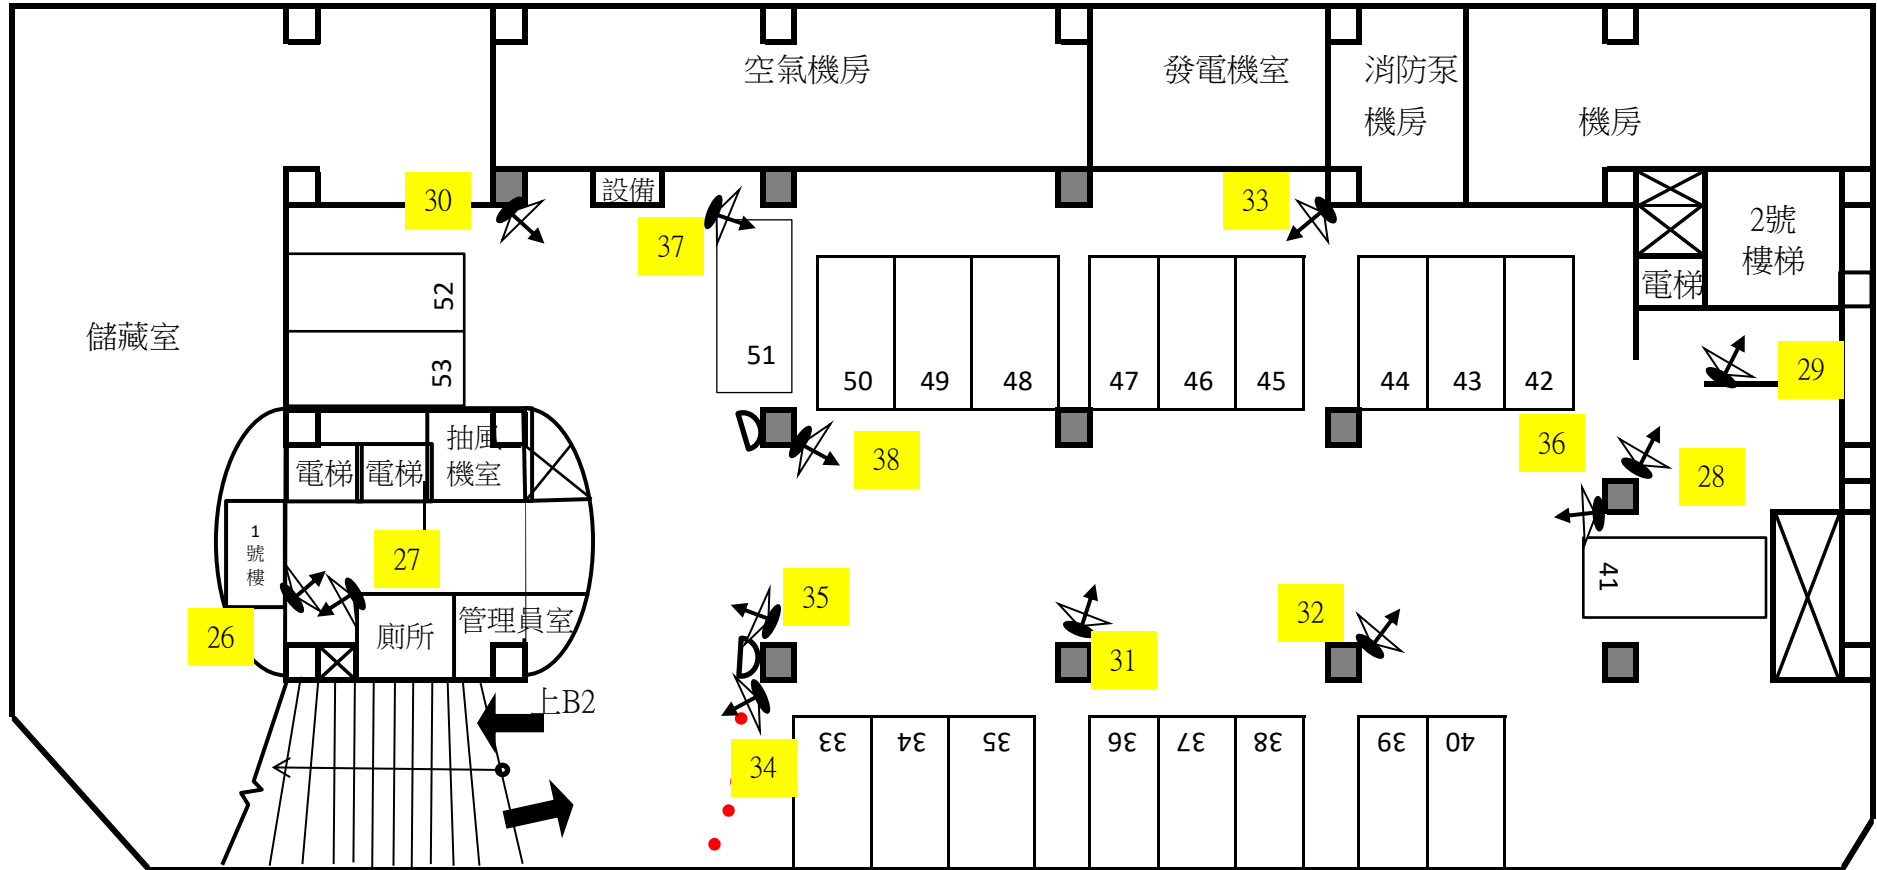 空氣機房
發電機室
消防泵
機房
機房
30
設備
37
33
2號
樓梯
電梯
儲藏室
52
53
51
50
49
48
47
46
45
44
43
42
29
36
28
38
抽風
機室
電梯
電梯
1
號
樓
27
26
廁所
管理員室
35
31
32
41
上B2
34
33
34
35
36
37
38
39
40